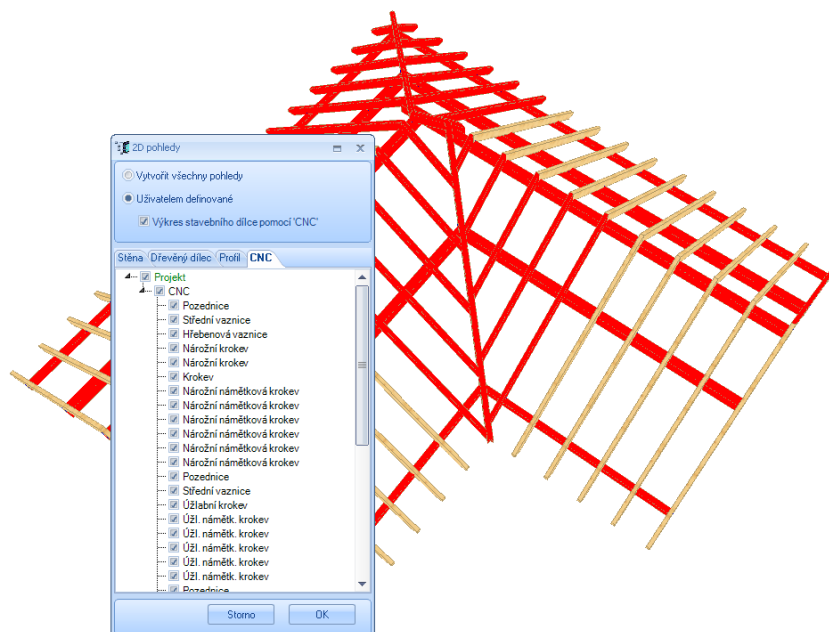 2D pohledy
Vytvořit všechny pohledy
Uživatelem definované
Výkres stavebního dílce pomocí 'CNC'
Stěna Dřevěný dílec Profil CNC
Projekt
CNC
Pozednice
Střední vaznice
Hřebenová vaznice
Nárožní krokev
Nárožní krokev
Krokev
Nárožní námětková krokev
Nárožní námětková krokev
Nárožní námětková krokev
Nárožní námětková krokev
Nárožní námětková krokev
Nárožní námětková krokev
Pozednice
Střední vaznice
Úžlabní krokev
Úžl. námětk. krokev
Úžl. námětk. krokev
Úžl. námětk. krokev
Úžl. námětk. krokev
Úžl. námětk. krokev
Pozednice
Storno OK